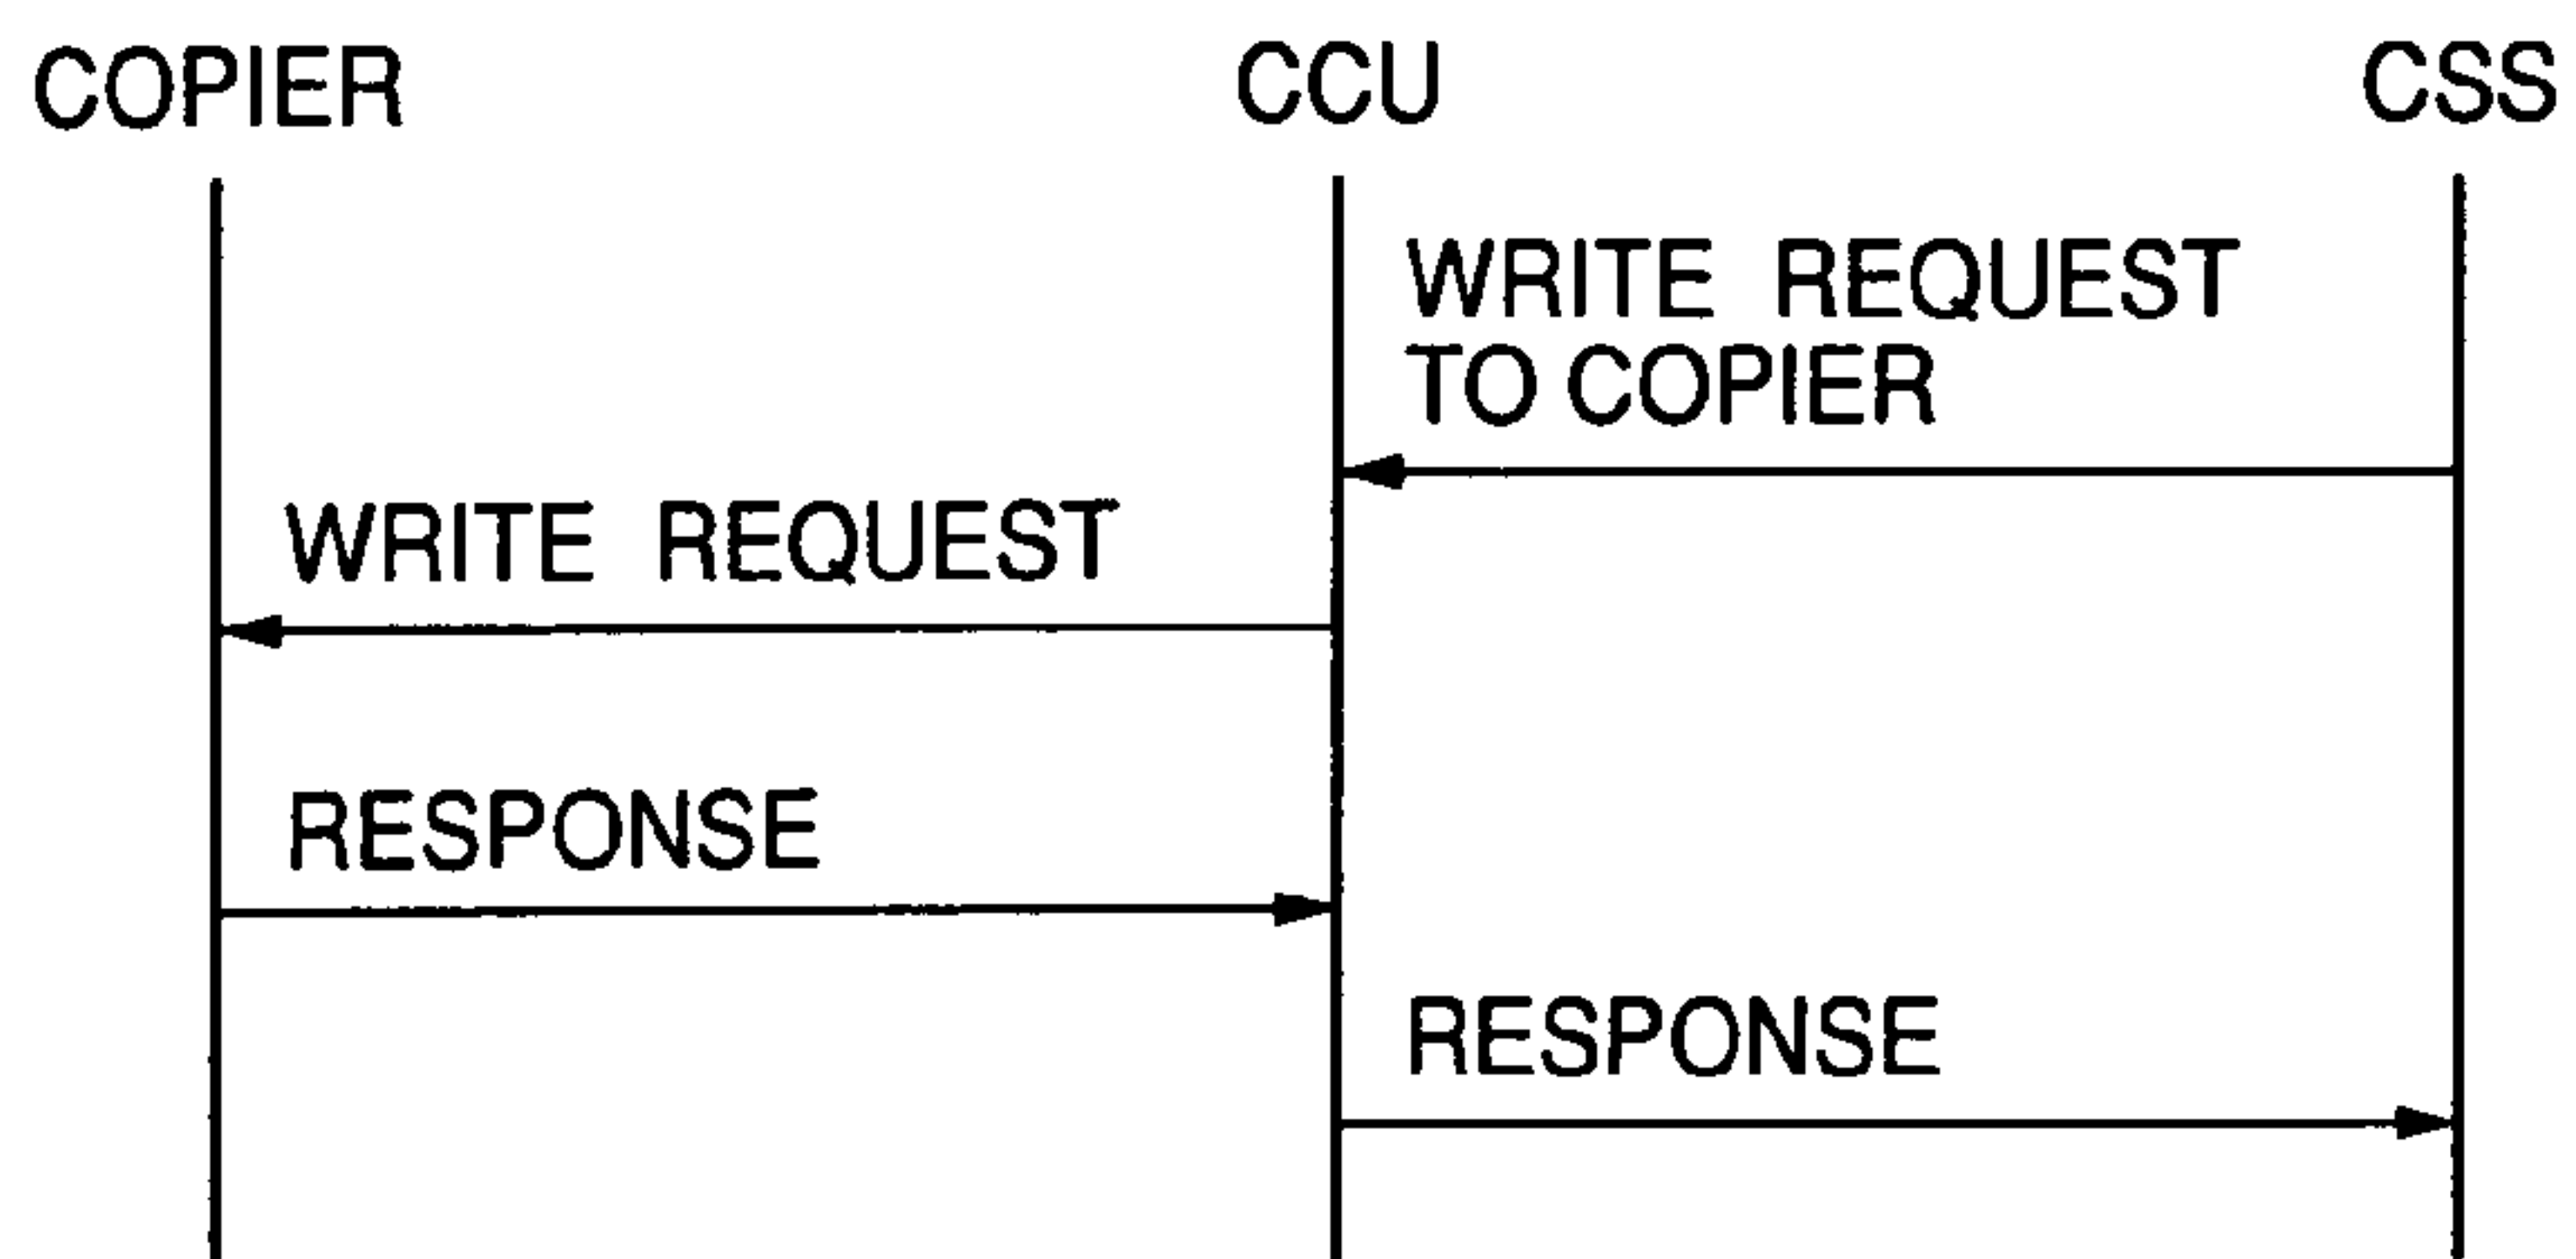 COPIER CCU CSS
WRITE REQUEST
TO COPIER
WRITE REQUEST
RESPONSE
RESPONSE